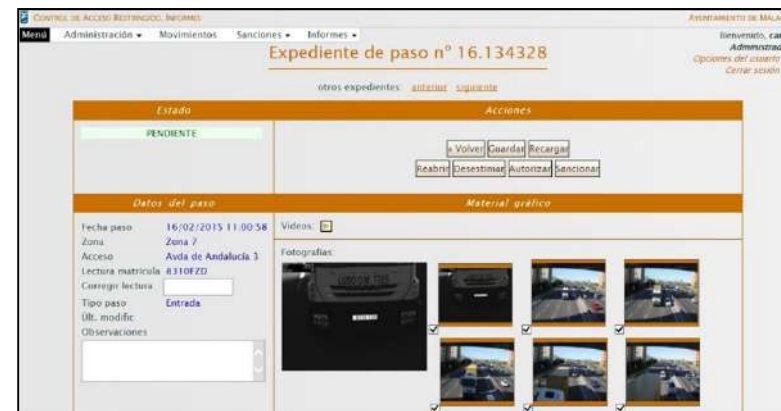 CONTROL DE ACCESO RESTRINGIDO. INFORMES
AYUNTAMIENTO DE MÁLA
Menú Administración Movimientos Sanciones Informes
bienvenido, car
Administrad
Opciones del usuario
Cerrar sesión
Expediente de paso nº 16.134328
otros expedientes: anterior siguiente
Estado
PENDIENTE
Acciones
« Volver Guardar Recargar
Reabrir Desestimar Autorizar Sancionar
Datos del paso
Fecha paso 16/02/2015 11:00:58
Zona Zona 7
Acceso Avda de Andalucía 3
Lectura matrícula 8310FZD
Corregir lectura
Tipo paso Entrada
Últ. modific
Observaciones
Material gráfico
Videos:
Fotografías: